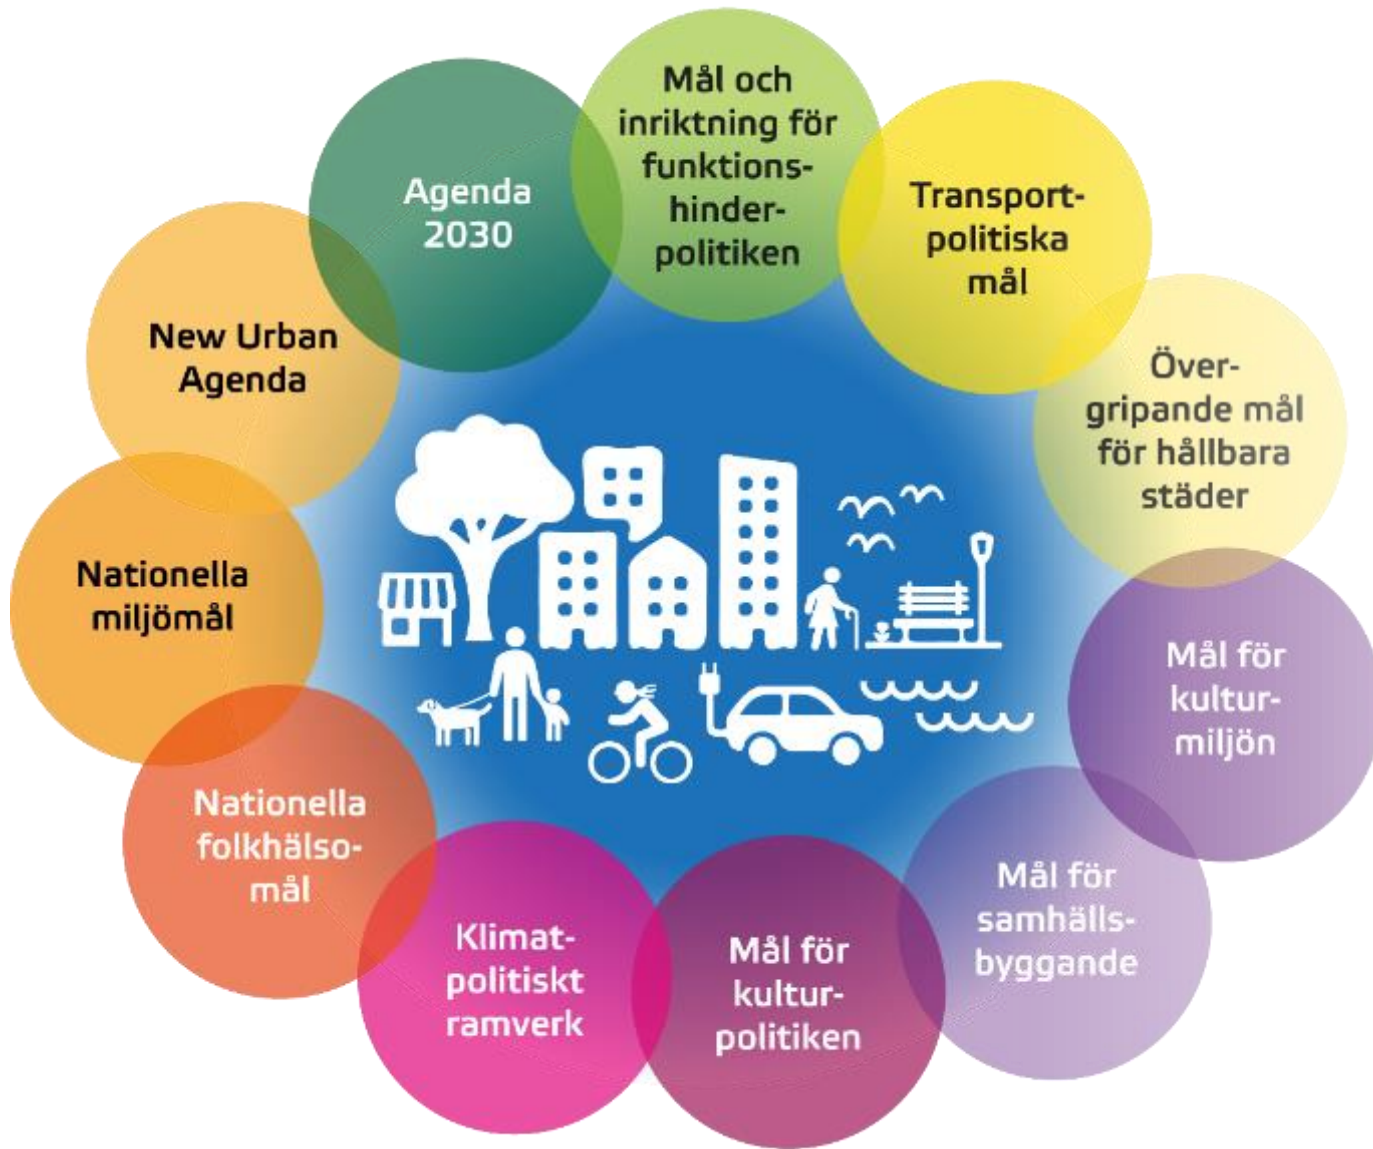 Mål och
inriktning för
funktions-
hinder-
politiken
Transport-
politiska
mål
Över-
gripande mål
för hållbara
städer
Mål för
kultur-
miljön
Mål för
samhälls-
byggande
Mål för
kultur-
politiken
Klimat-
politiskt
ramverk
Nationella
folkhälso-
mål
Nationella
miljömål
New Urban
Agenda
Agenda
2030